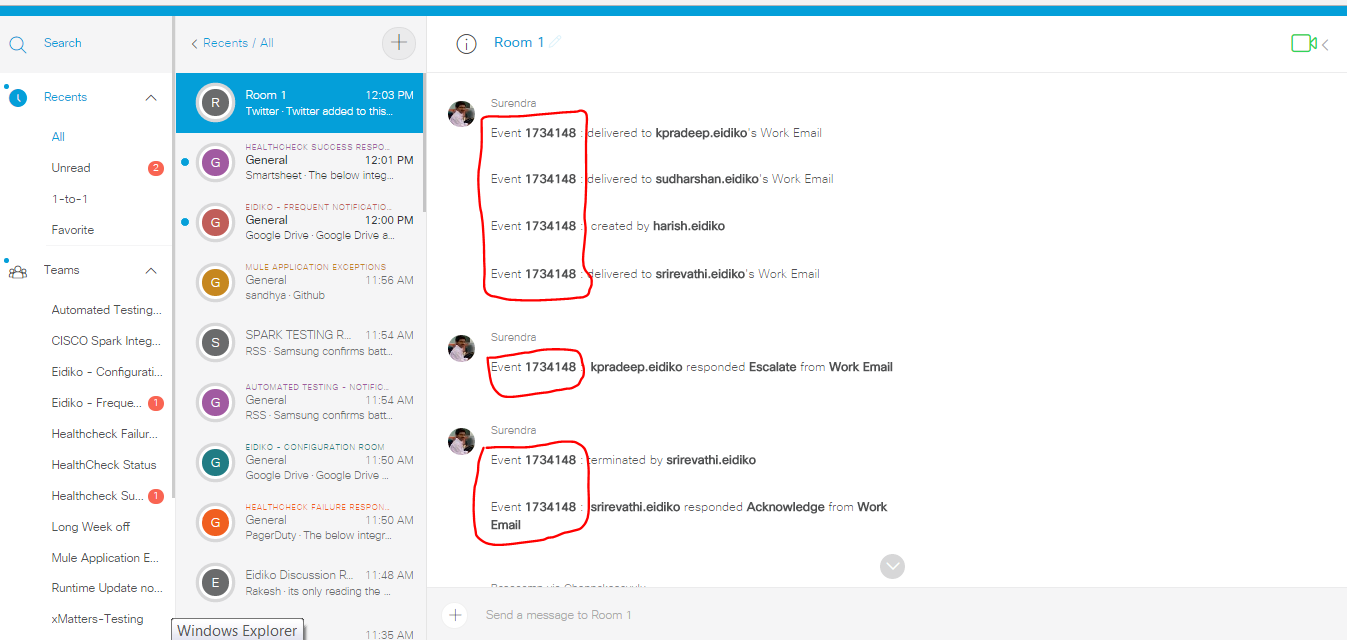 Search
Recents
All
Unread 2
1-to-1
Favorite
Teams
Automated Testing...
CISCO Spark Integ...
Eidiko - Configurati...
Eidiko - Freque... 1
Healthcheck Failur...
HealthCheck Status
Healthcheck Su... 1
Long Week off
Mule Application E...
Runtime Update no...
xMatters-Testing
Windows Explorer
Recents / All
R
Room 1 12:03 PM
Twitter · Twitter added to this...
HEALTHCHECK SUCCESS RESPO...
G
General 12:01 PM
Smartsheet · The below integ...
EIDIKO - FREQUENT NOTIFICATIO...
G
General 12:00 PM
Google Drive · Google Drive a...
MULE APPLICATION EXCEPTIONS
G
General 11:56 AM
sandhya · Github
S
SPARK TESTING R... 11:54 AM
RSS · Samsung confirms batt...
AUTOMATED TESTING - NOTIFIC...
G
General 11:54 AM
RSS · Samsung confirms batt...
EIDIKO - CONFIGURATION ROOM
G
General 11:50 AM
Google Drive · Google Drive ...
HEALTHCHECK FAILURE RESPON...
G
General 11:50 AM
PagerDuty · The below integr...
E
Eidiko Discussion R... 11:48 AM
Rakesh · its only reading the ...
11:35 AM
Room 1
Surendra
Event 1734148 : delivered to kpradeep.eidiko's Work Email
Event 1734148 : delivered to sudharshan.eidiko's Work Email
Event 1734148 : created by harish.eidiko
Event 1734148 : delivered to srirevathi.eidiko's Work Email
Surendra
Event 1734148 : kpradeep.eidiko responded Escalate from Work Email
Surendra
Event 1734148 : terminated by srirevathi.eidiko
Event 1734148 : srirevathi.eidiko responded Acknowledge from Work
Email
Send a message to Room 1